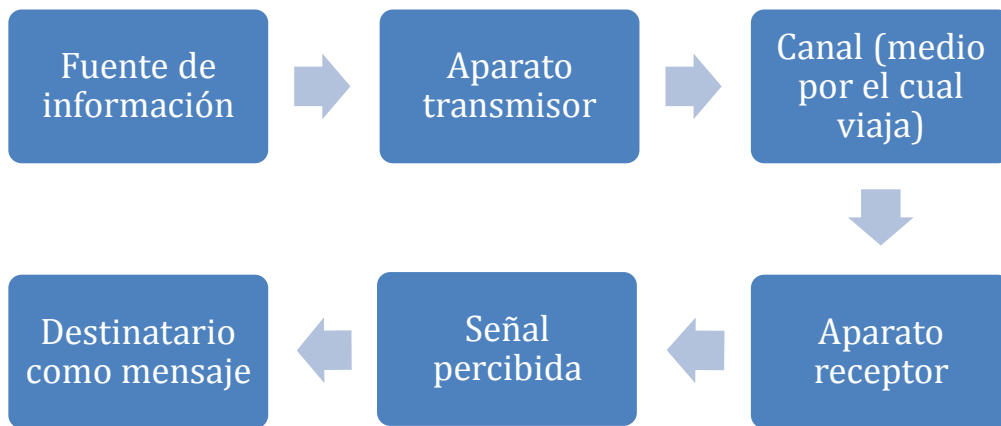 Fuente de
información
Aparato
transmisor
Canal (medio
por el cual
viaja)
Aparato
receptor
Señal
percibida
Destinatario
como mensaje